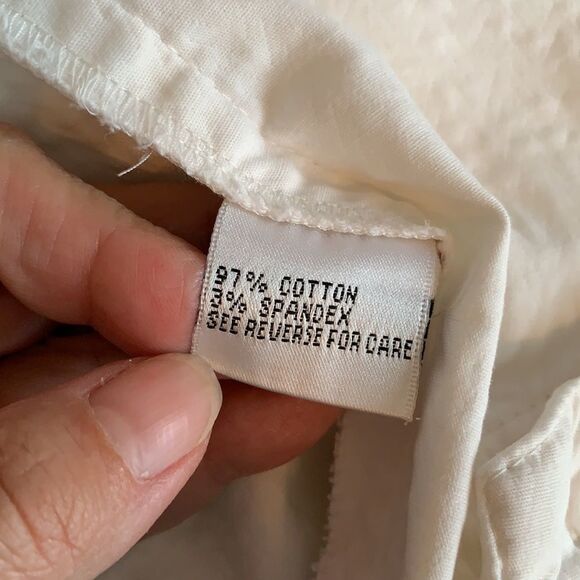 97% COTTON
3% SPANDEX
SEE REVERSE FOR CARE